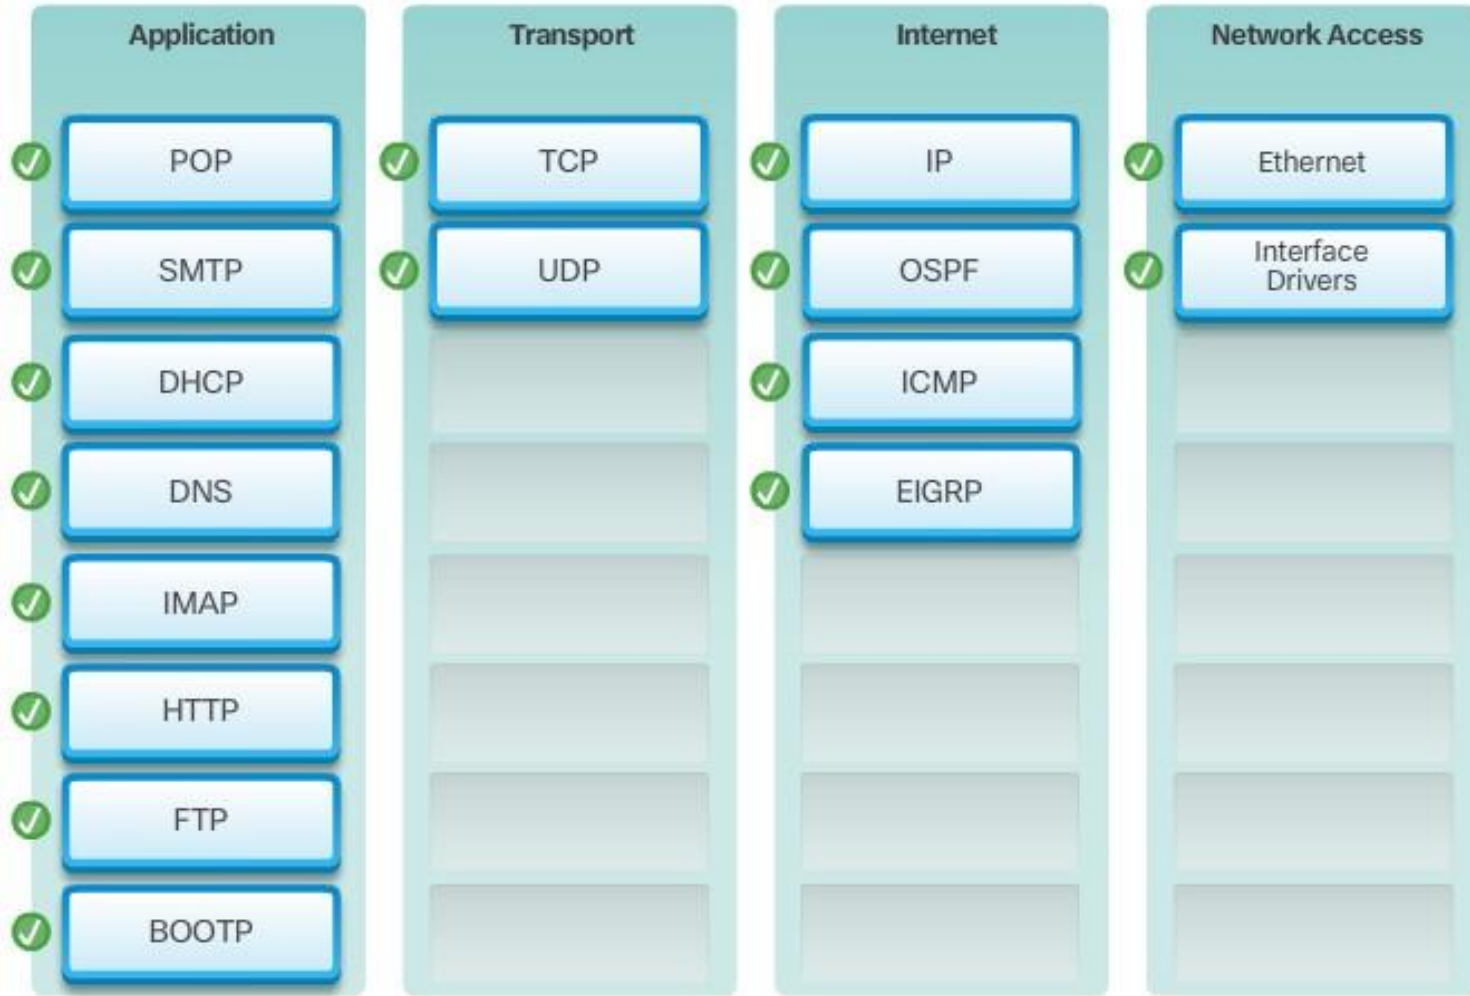 Application
POP
SMTP
DHCP
DNS
IMAP
HTTP
FTP
BOOTP
Transport
TCP
UDP
Internet
IP
OSPF
ICMP
EIGRP
Network Access
Ethernet
Interface
Drivers